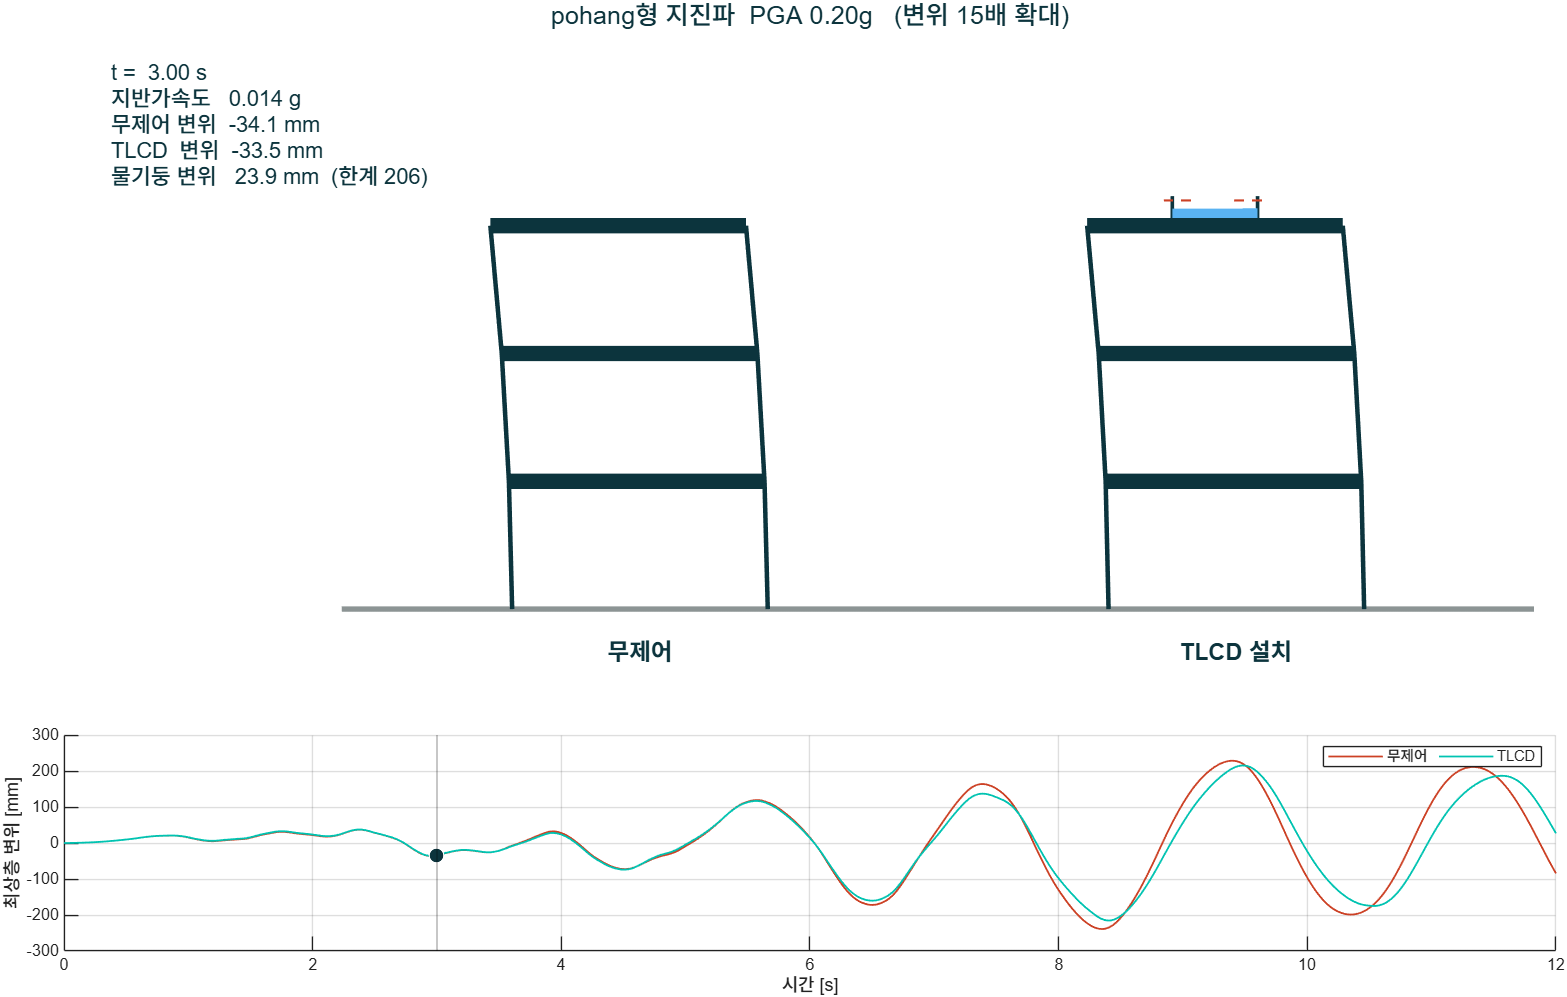 pohang형 지진파  PGA 0.20g   (변위 15배 확대)
t =  3.00 s
지반가속도   0.014 g
무제어 변위  -34.1 mm
TLCD  변위  -33.5 mm
물기둥 변위   23.9 mm  (한계 206)
무제어
TLCD 설치
최상층 변위 [mm]
300
200
100
0
-100
-200
-300
무제어
TLCD
0
2
4
6
8
10
12
시간 [s]